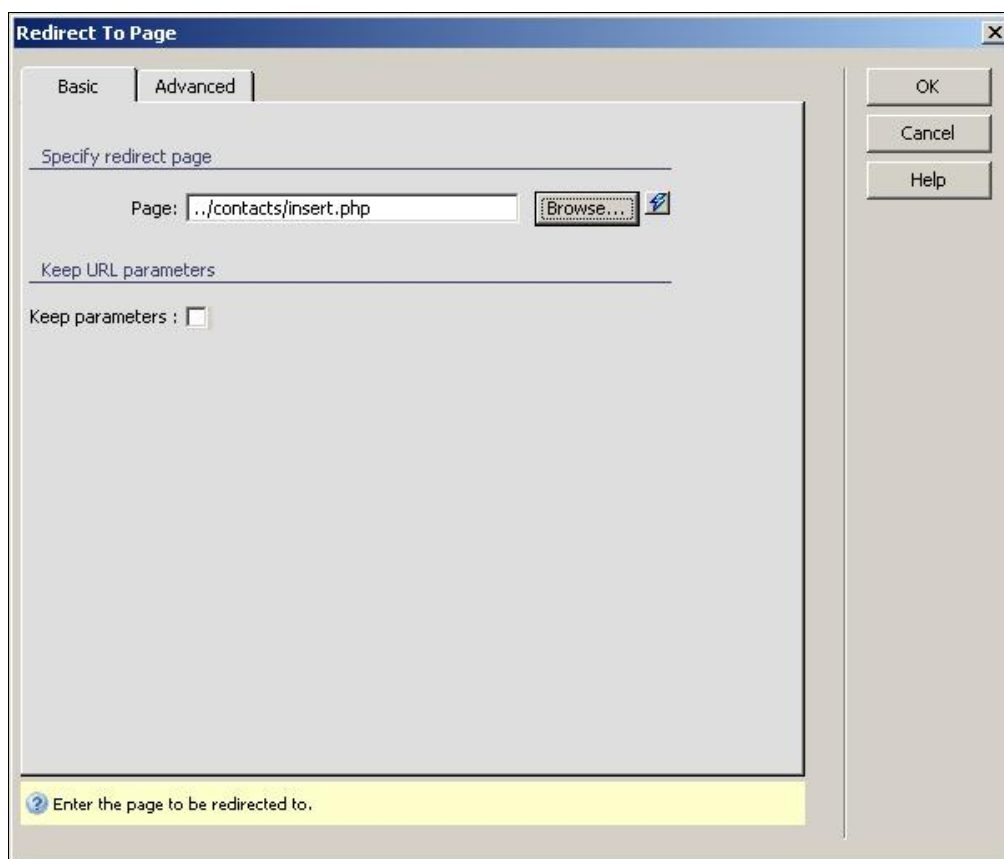 Redirect To Page
Basic
Advanced
OK
Cancel
Help
Specify redirect page
Page: ../contacts/insert.php
Browse...
Keep URL parameters
Keep parameters :
Enter the page to be redirected to.